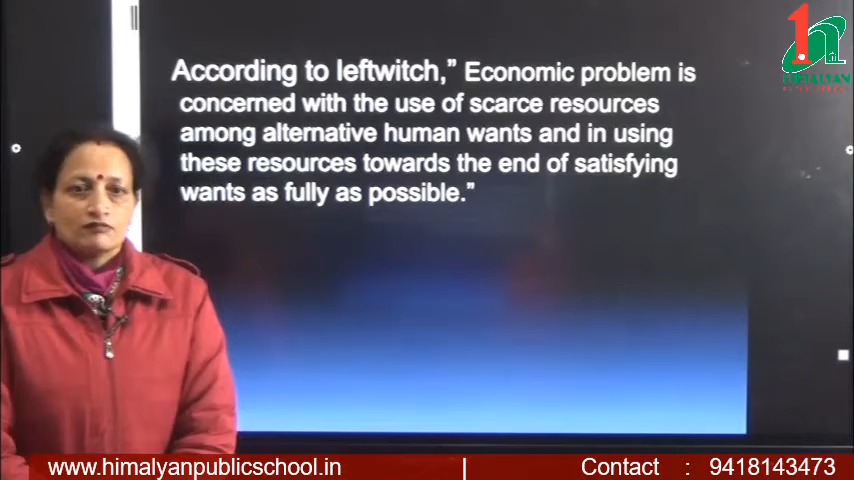 According to leftwitch,” Economic problem is
concerned with the use of scarce resources
among alternative human wants and in using
these resources towards the end of satisfying
wants as fully as possible.”
HIMALYAN
www.himalyanpublicschool.in | Contact : 9418143473